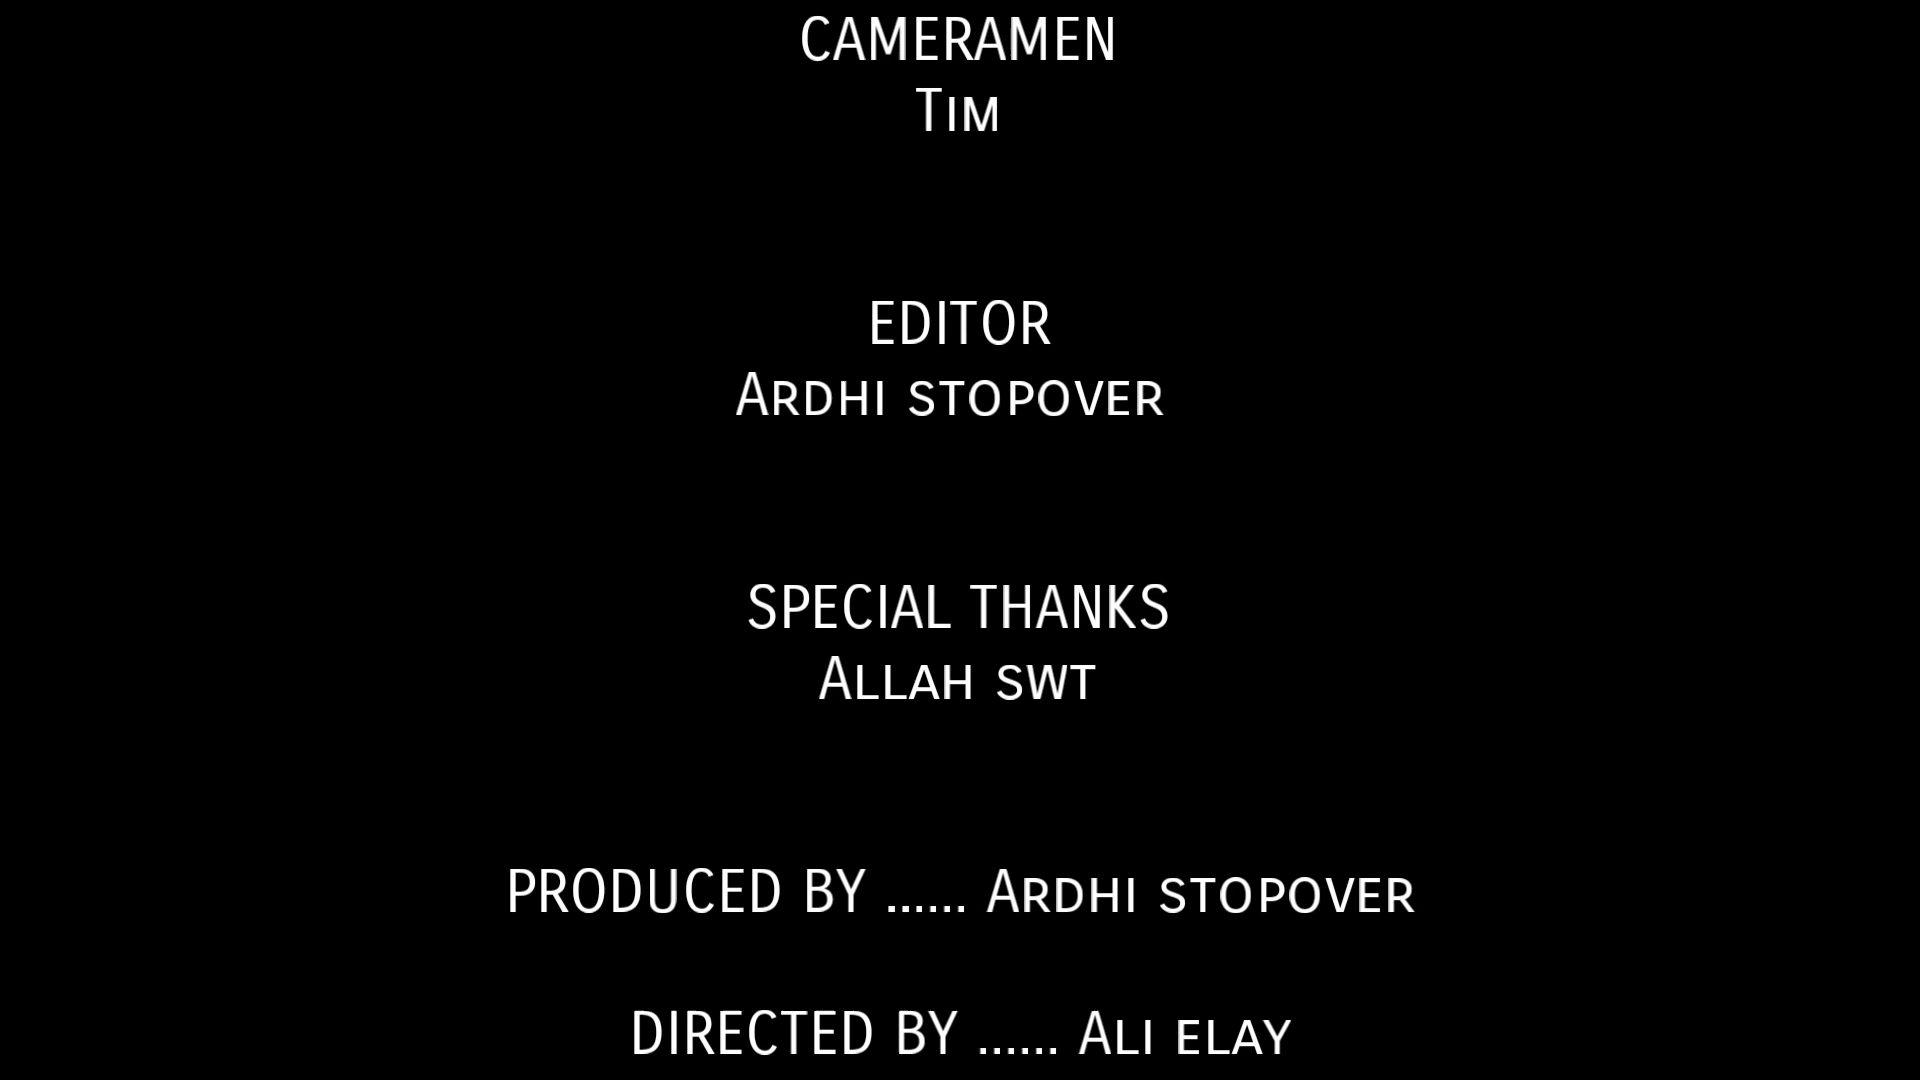 CAMERAMEN
Tim
EDITOR
Ardhi stopover
SPECIAL THANKS
Allah swt
PRODUCED BY ...... Ardhi stopover
DIRECTED BY ...... Ali elay